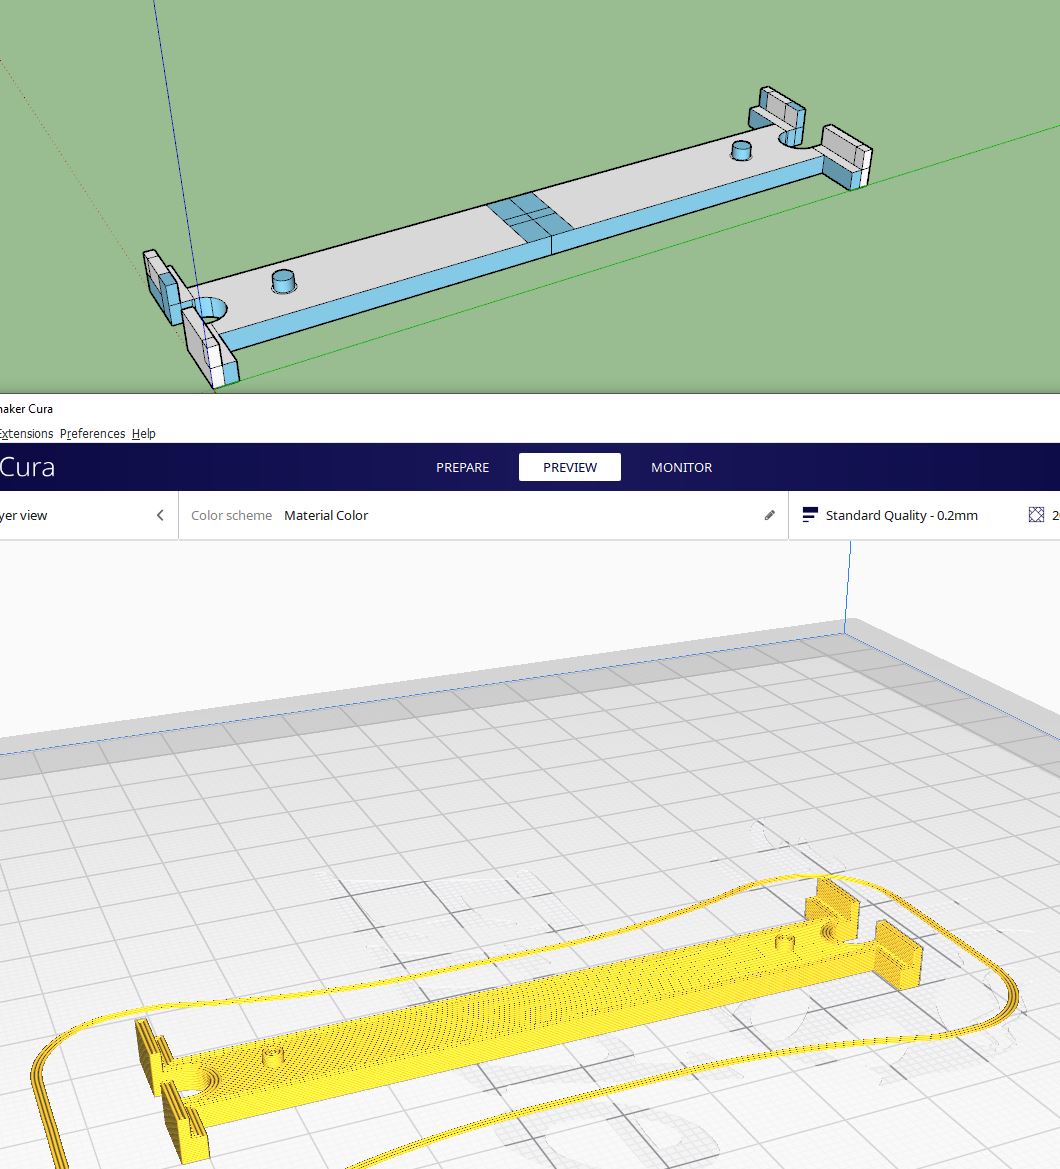 maker Cura
Extensions Preferences Help
Cura
PREPARE PREVIEW MONITOR
yer view
Color scheme Material Color
Standard Quality - 0.2mm
2